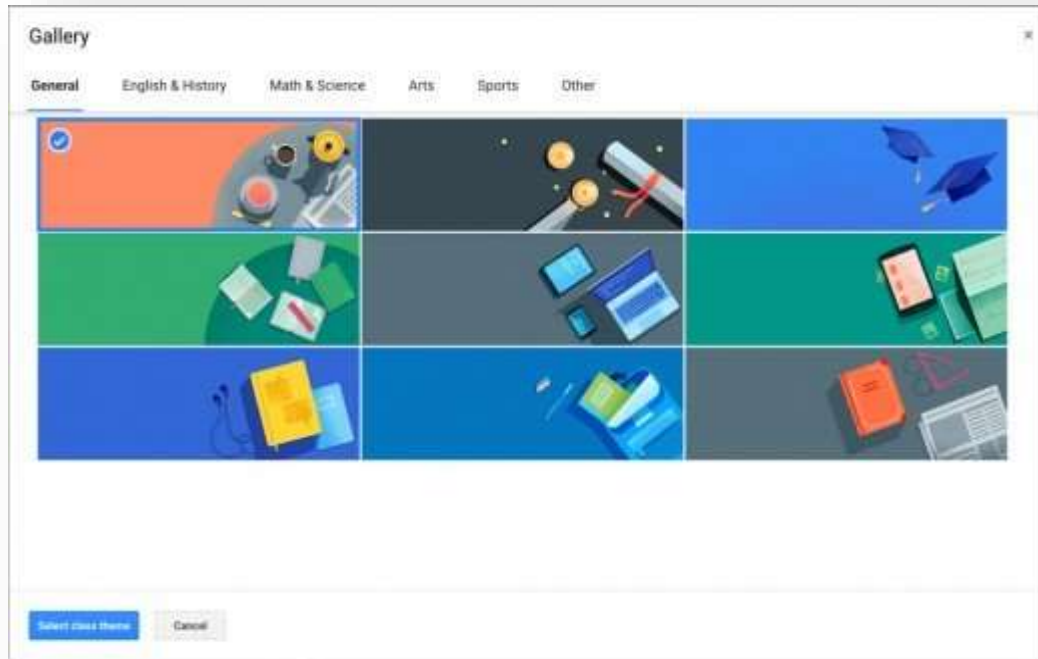 Gallery
General English & History Math & Science Arts Sports Other
Select class theme Cancel